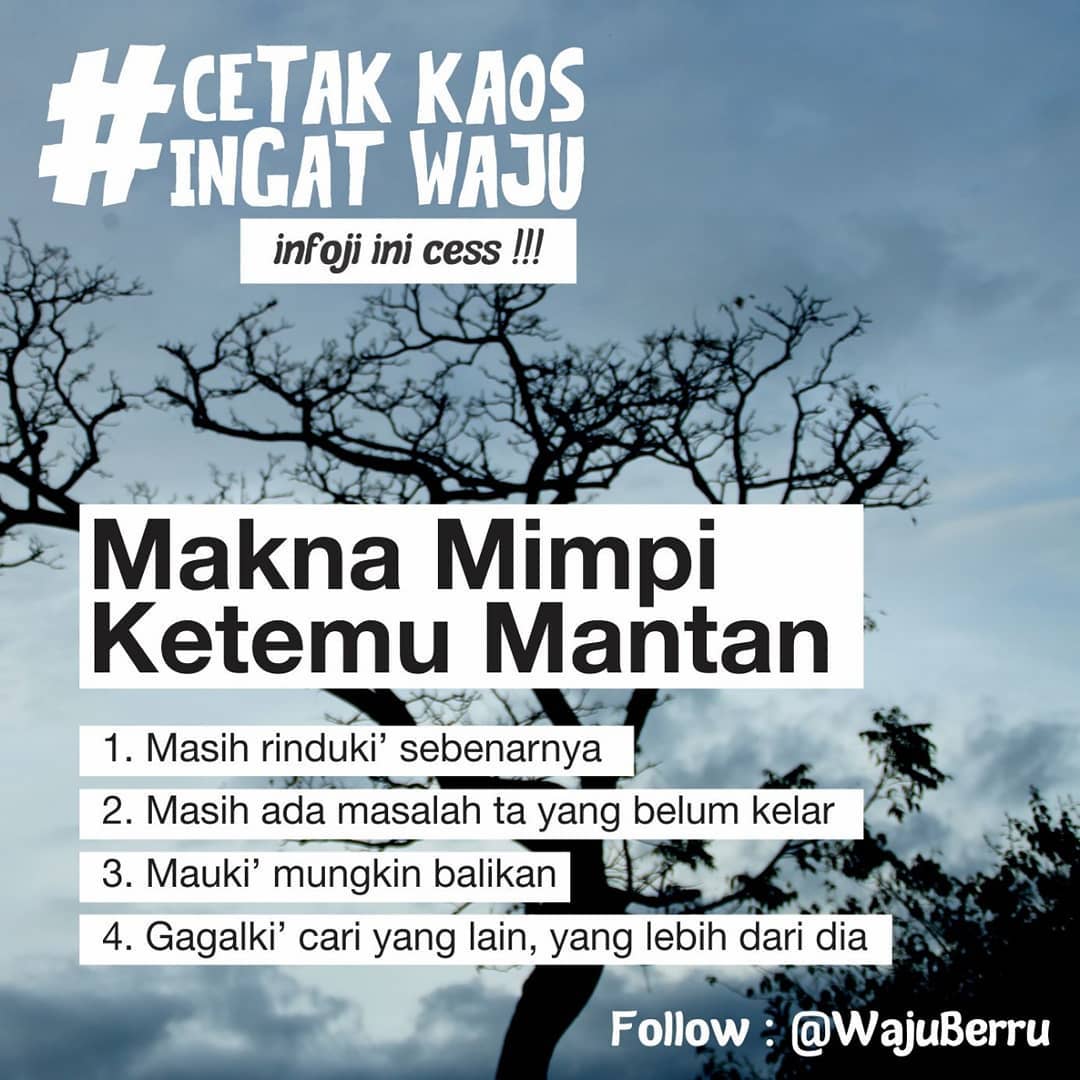 #CETAK KAOS
INGAT WAJU
infoji ini cess !!!
Makna Mimpi
Ketemu Mantan
1. Masih rinduki’ sebenarnya
2. Masih ada masalah ta yang belum kelar
3. Mauki’ mungkin balikan
4. Gagalki’ cari yang lain, yang lebih dari dia
Follow : @WajuBerru